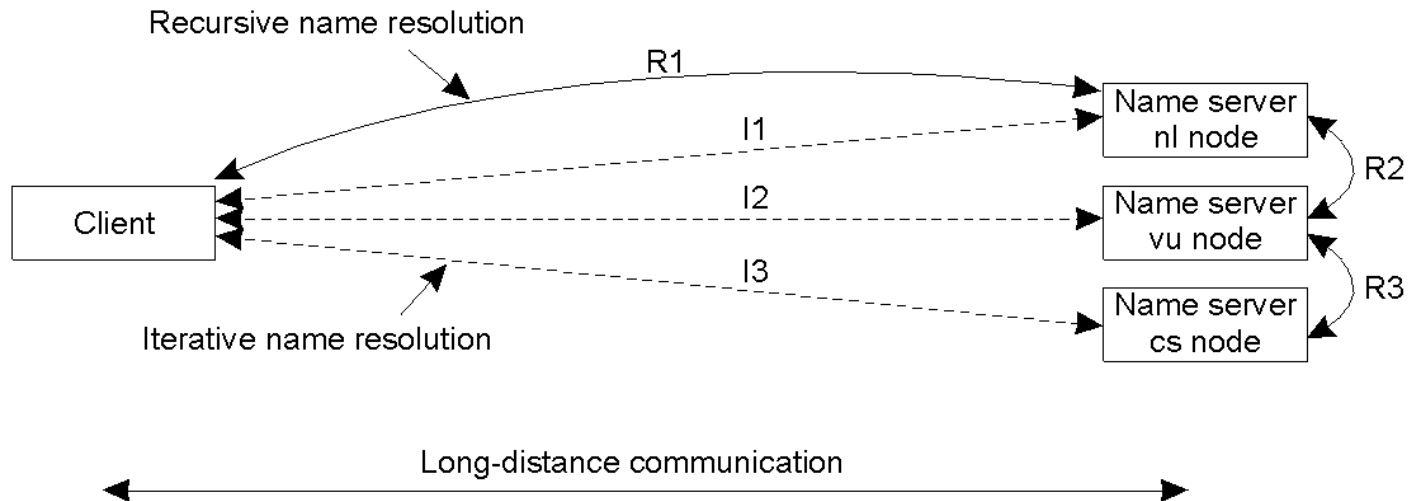 Recursive name resolution
R1
Name server
nl node
I1
R2
Client
I2
Name server
vu node
I3
R3
Name server
cs node
Iterative name resolution
Long-distance communication